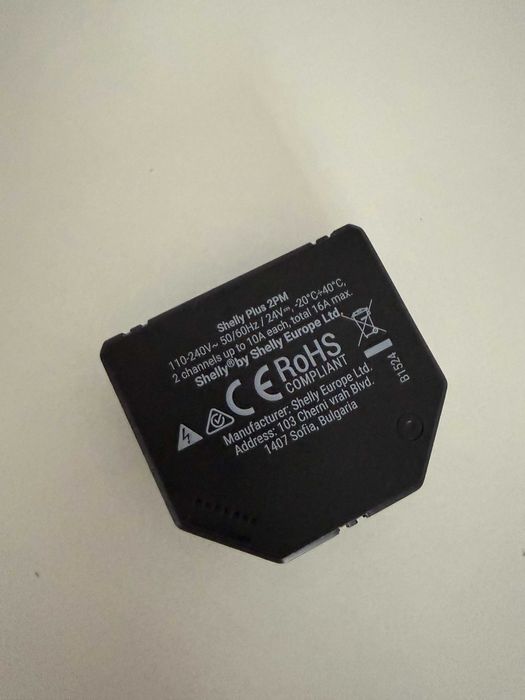 Shelly Plus 2PM
110-240V~ 50/60Hz / 24V⎓, -20°C÷40°C,
2 channels up to 10A each, total 16A max.
Shelly® by Shelly Europe Ltd.
CE RoHS
COMPLIANT
Manufacturer: Shelly Europe Ltd.
Address: 103 Cherni vrah Blvd.
1407 Sofia, Bulgaria
B1524